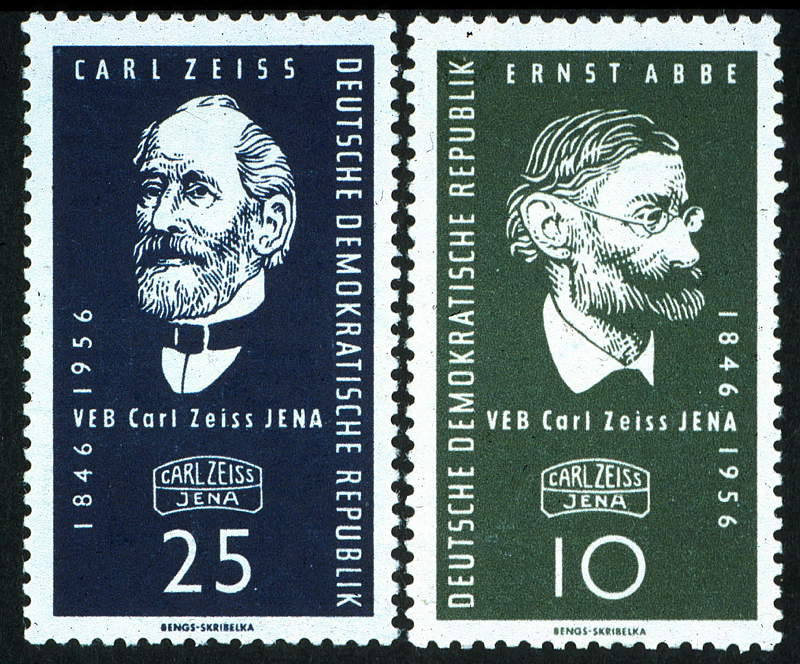 CARL ZEISS
DEUTSCHE DEMOKRATISCHE REPUBLIK
1846 1956
VEB Carl Zeiss JENA
CARL ZEISS
JENA
25
BENGS-SKRIBELKA
ERNST ABBE
DEUTSCHE DEMOKRATISCHE REPUBLIK
1846 1956
VEB Carl Zeiss JENA
CARL ZEISS
JENA
10
BENGS-SKRIBELKA